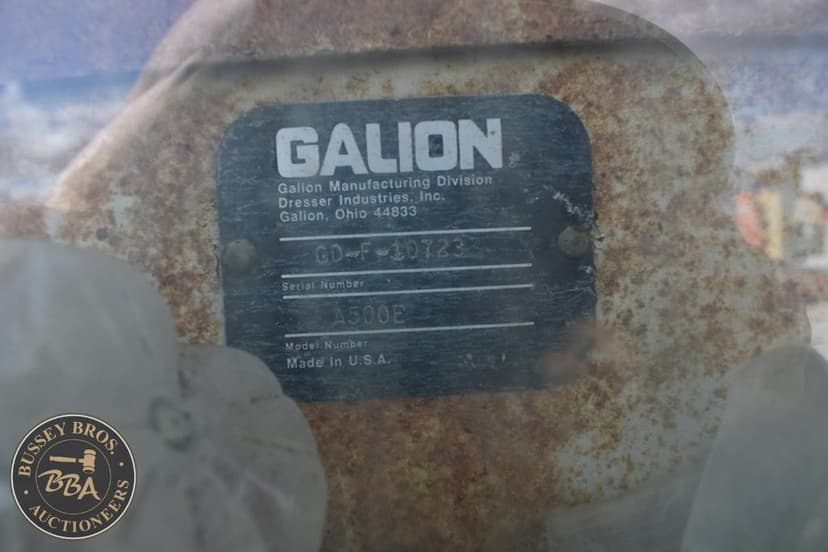 GALION
Galion Manufacturing Division
Dresser Industries, Inc.
Galion, Ohio 44833
GD-F-10723
Serial Number
A500E
Model Number
Made In U.S.A.
BUSSEY BROS.
BBA
AUCTIONEERS